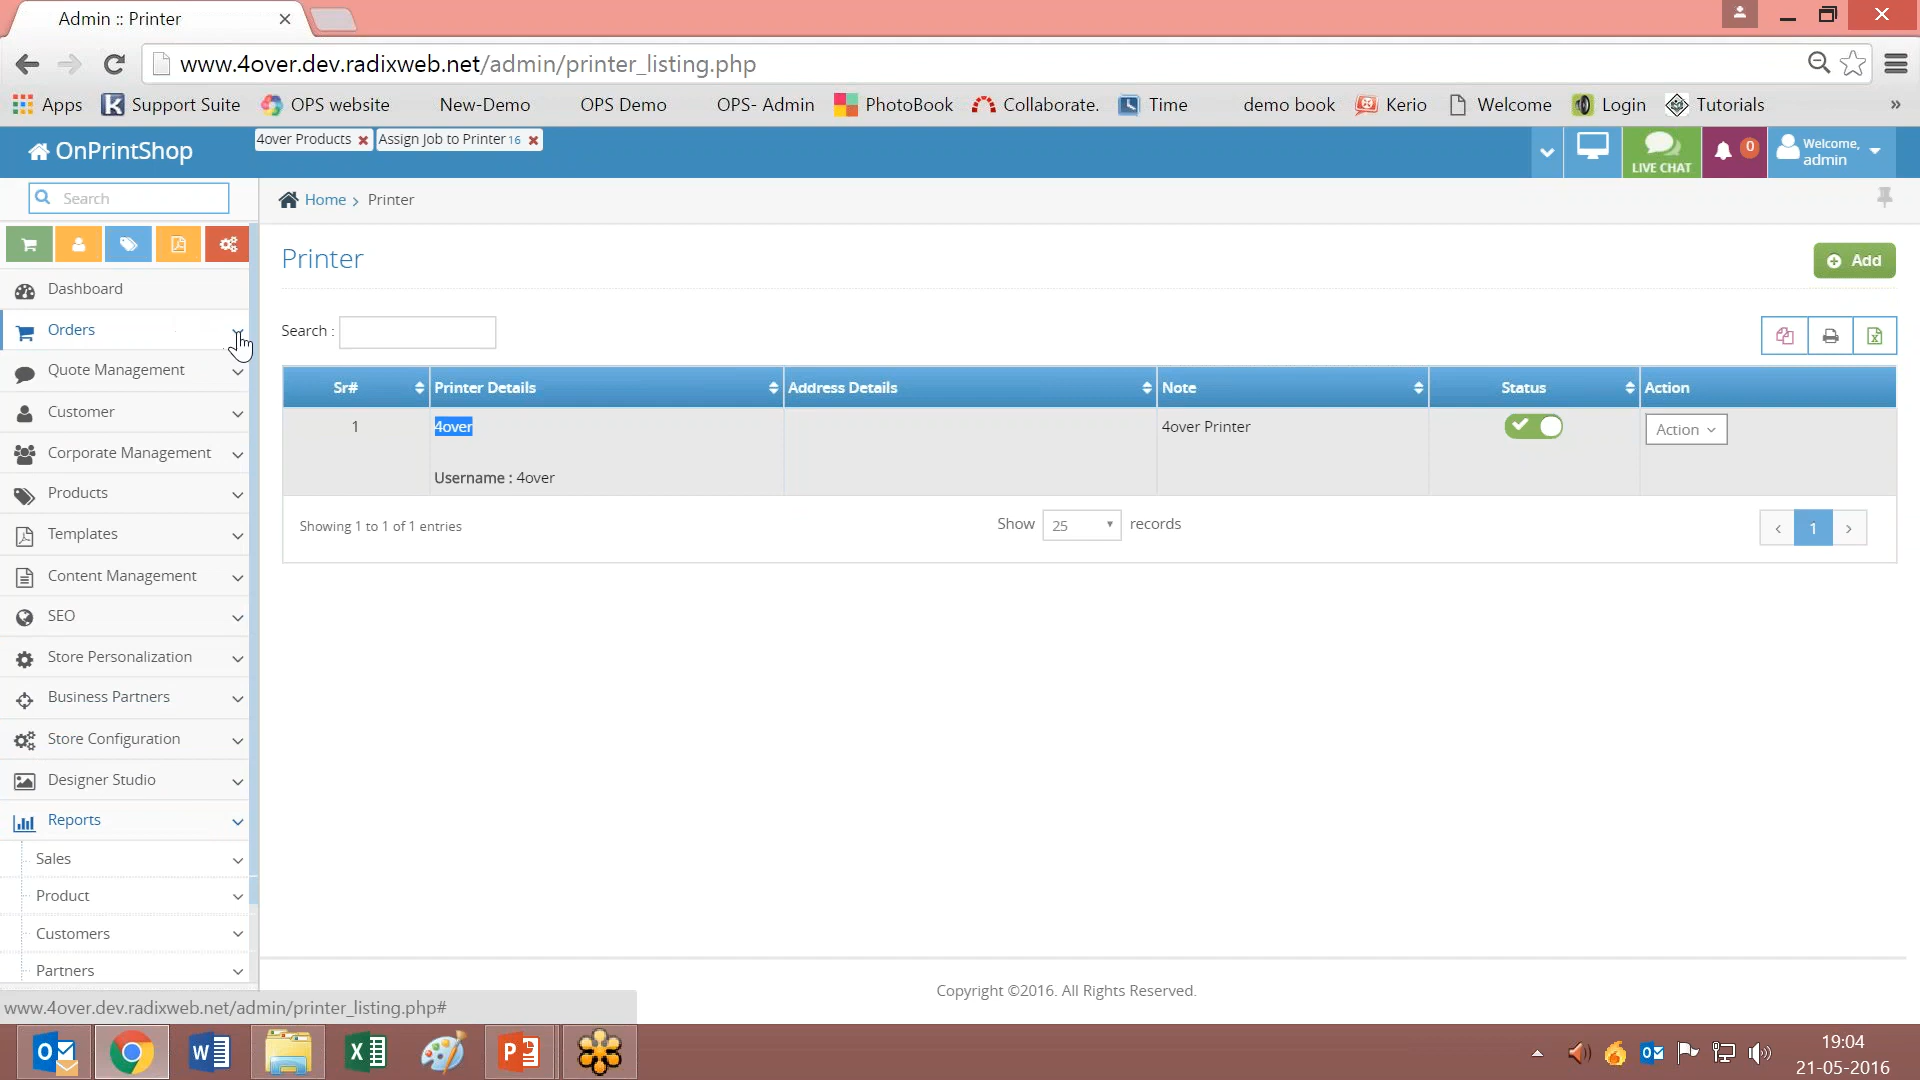 Admin :: Printer
www.4over.dev.radixweb.net/admin/printer_listing.php
Apps Support Suite OPS website New-Demo OPS Demo OPS- Admin PhotoBook Collaborate. Time demo book Kerio Welcome Login Tutorials »
OnPrintShop
4over Products
Assign Job to Printer 16
LIVE CHAT
0
Welcome,
admin
Search
Home > Printer
Printer
Add
Dashboard
Orders
Quote Management
Customer
Corporate Management
Products
Templates
Content Management
SEO
Store Personalization
Business Partners
Store Configuration
Designer Studio
Reports
Sales
Product
Customers
Partners
Search :
Sr# Printer Details Address Details Note Status Action
1 4over 4over Printer Action
Username : 4over
Showing 1 to 1 of 1 entries
Show 25 records
‹ 1 ›
Copyright ©2016. All Rights Reserved.
www.4over.dev.radixweb.net/admin/printer_listing.php#
19:04
21-05-2016